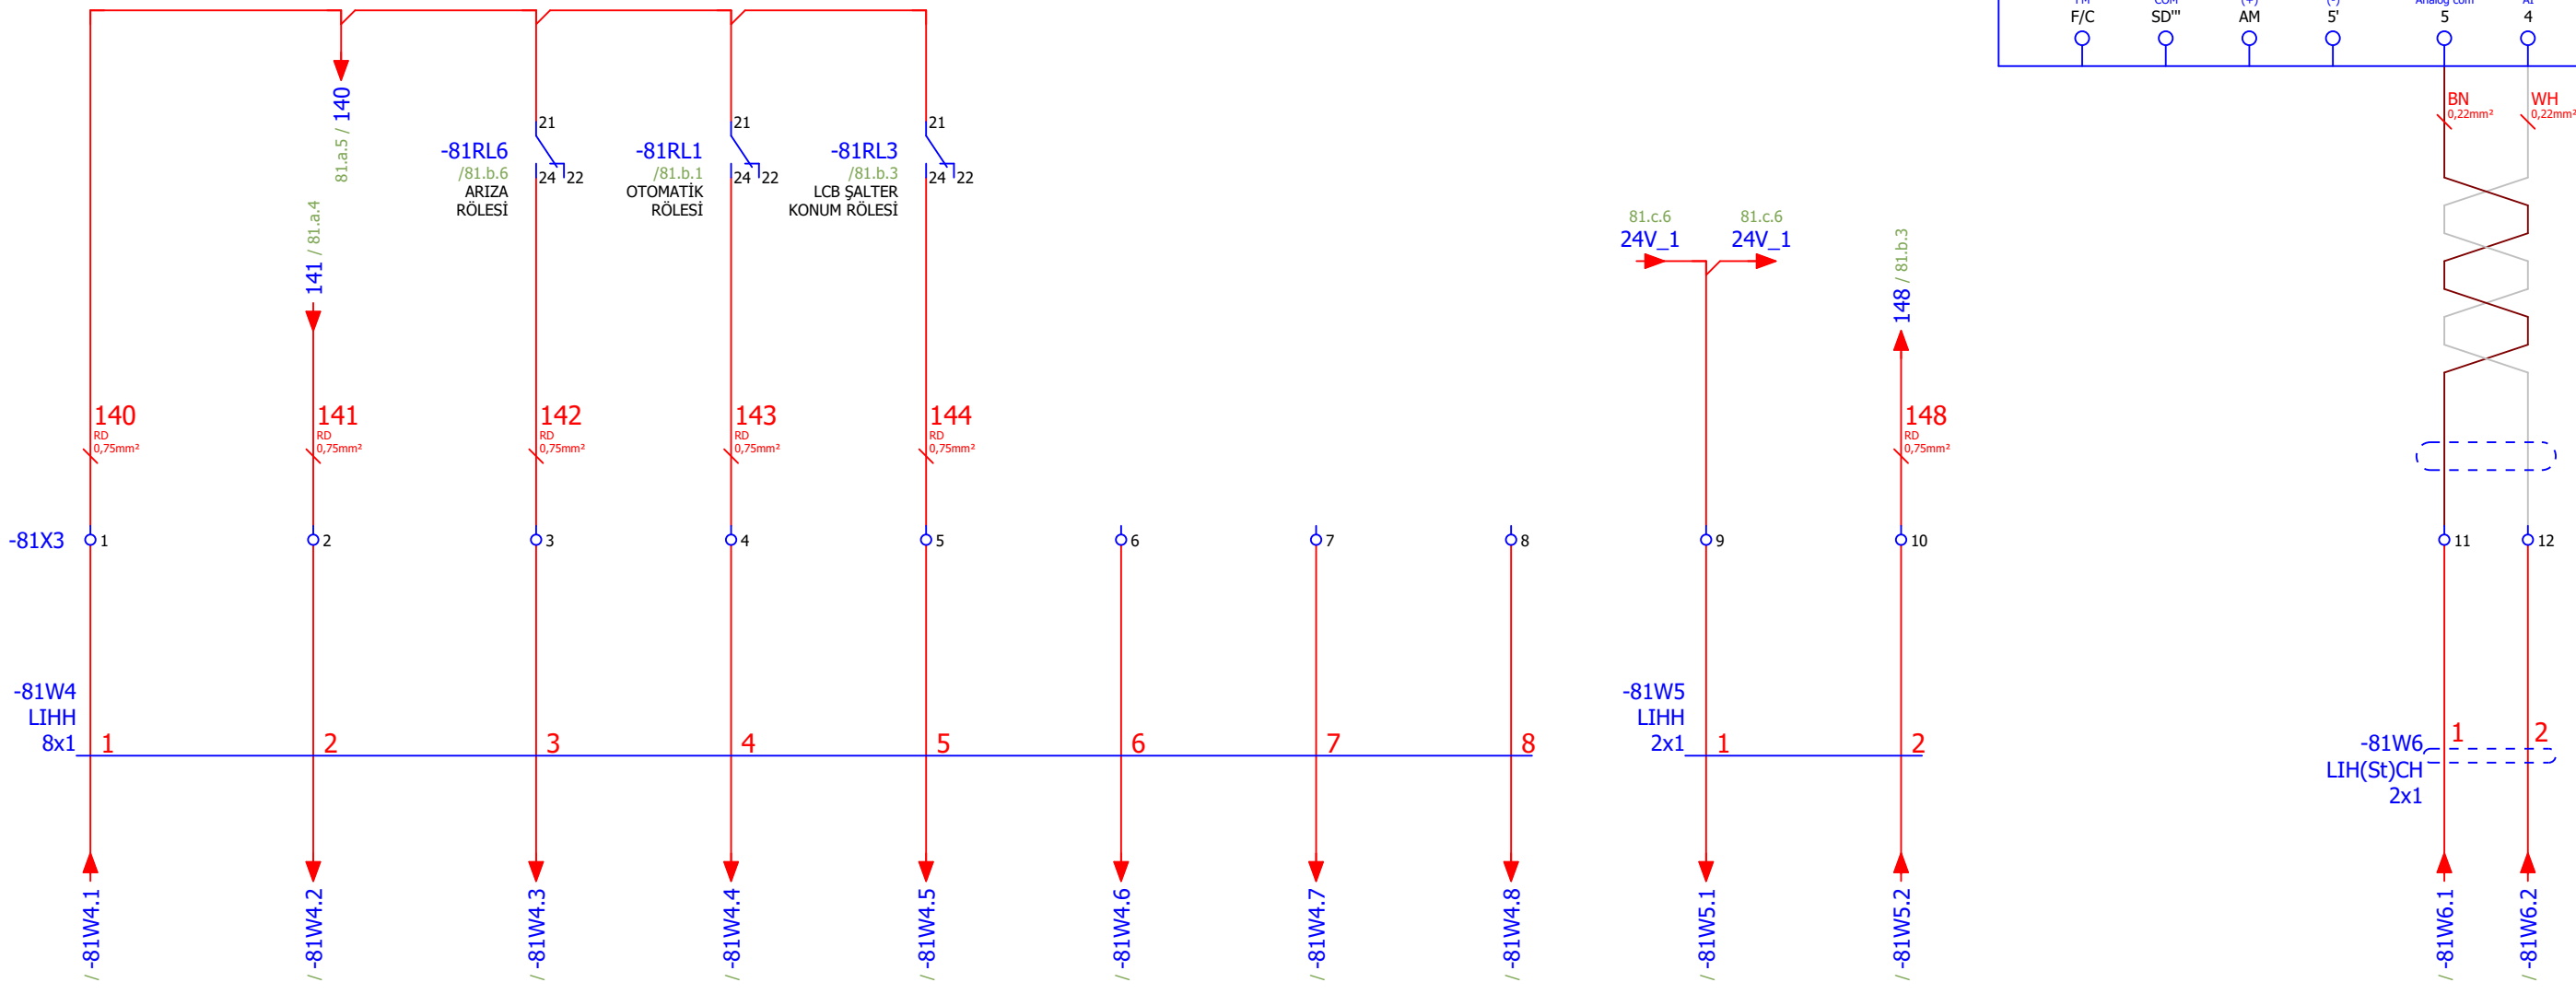 FM COM (+) (-) Analog com AI
F/C SD''' AM 5' 5 4
BN WH
0,22mm² 0,22mm²
81.a.5 / 140
141 / 81.a.4
21 21 21
-81RL6 -81RL1 -81RL3
/81.b.6 /81.b.1 /81.b.3
24 22 24 22 24 22
ARIZA OTOMATİK LCB ŞALTER
RÖLESİ RÖLESİ KONUM RÖLESİ
81.c.6 81.c.6
24V_1 24V_1
148 / 81.b.3
140 141 142 143 144 148
RD RD RD RD RD RD
0,75mm² 0,75mm² 0,75mm² 0,75mm² 0,75mm² 0,75mm²
-81X3 1 2 3 4 5 6 7 8 9 10 11 12
-81W4 -81W5
LIHH LIHH
8x1 1 2 3 4 5 6 7 8 2x1 1 2 1 2
-81W6
LIH(St)CH
2x1
/ -81W4.1
/ -81W4.2
/ -81W4.3
/ -81W4.4
/ -81W4.5
/ -81W4.6
/ -81W4.7
/ -81W4.8
/ -81W5.1
/ -81W5.2
/ -81W6.1
/ -81W6.2